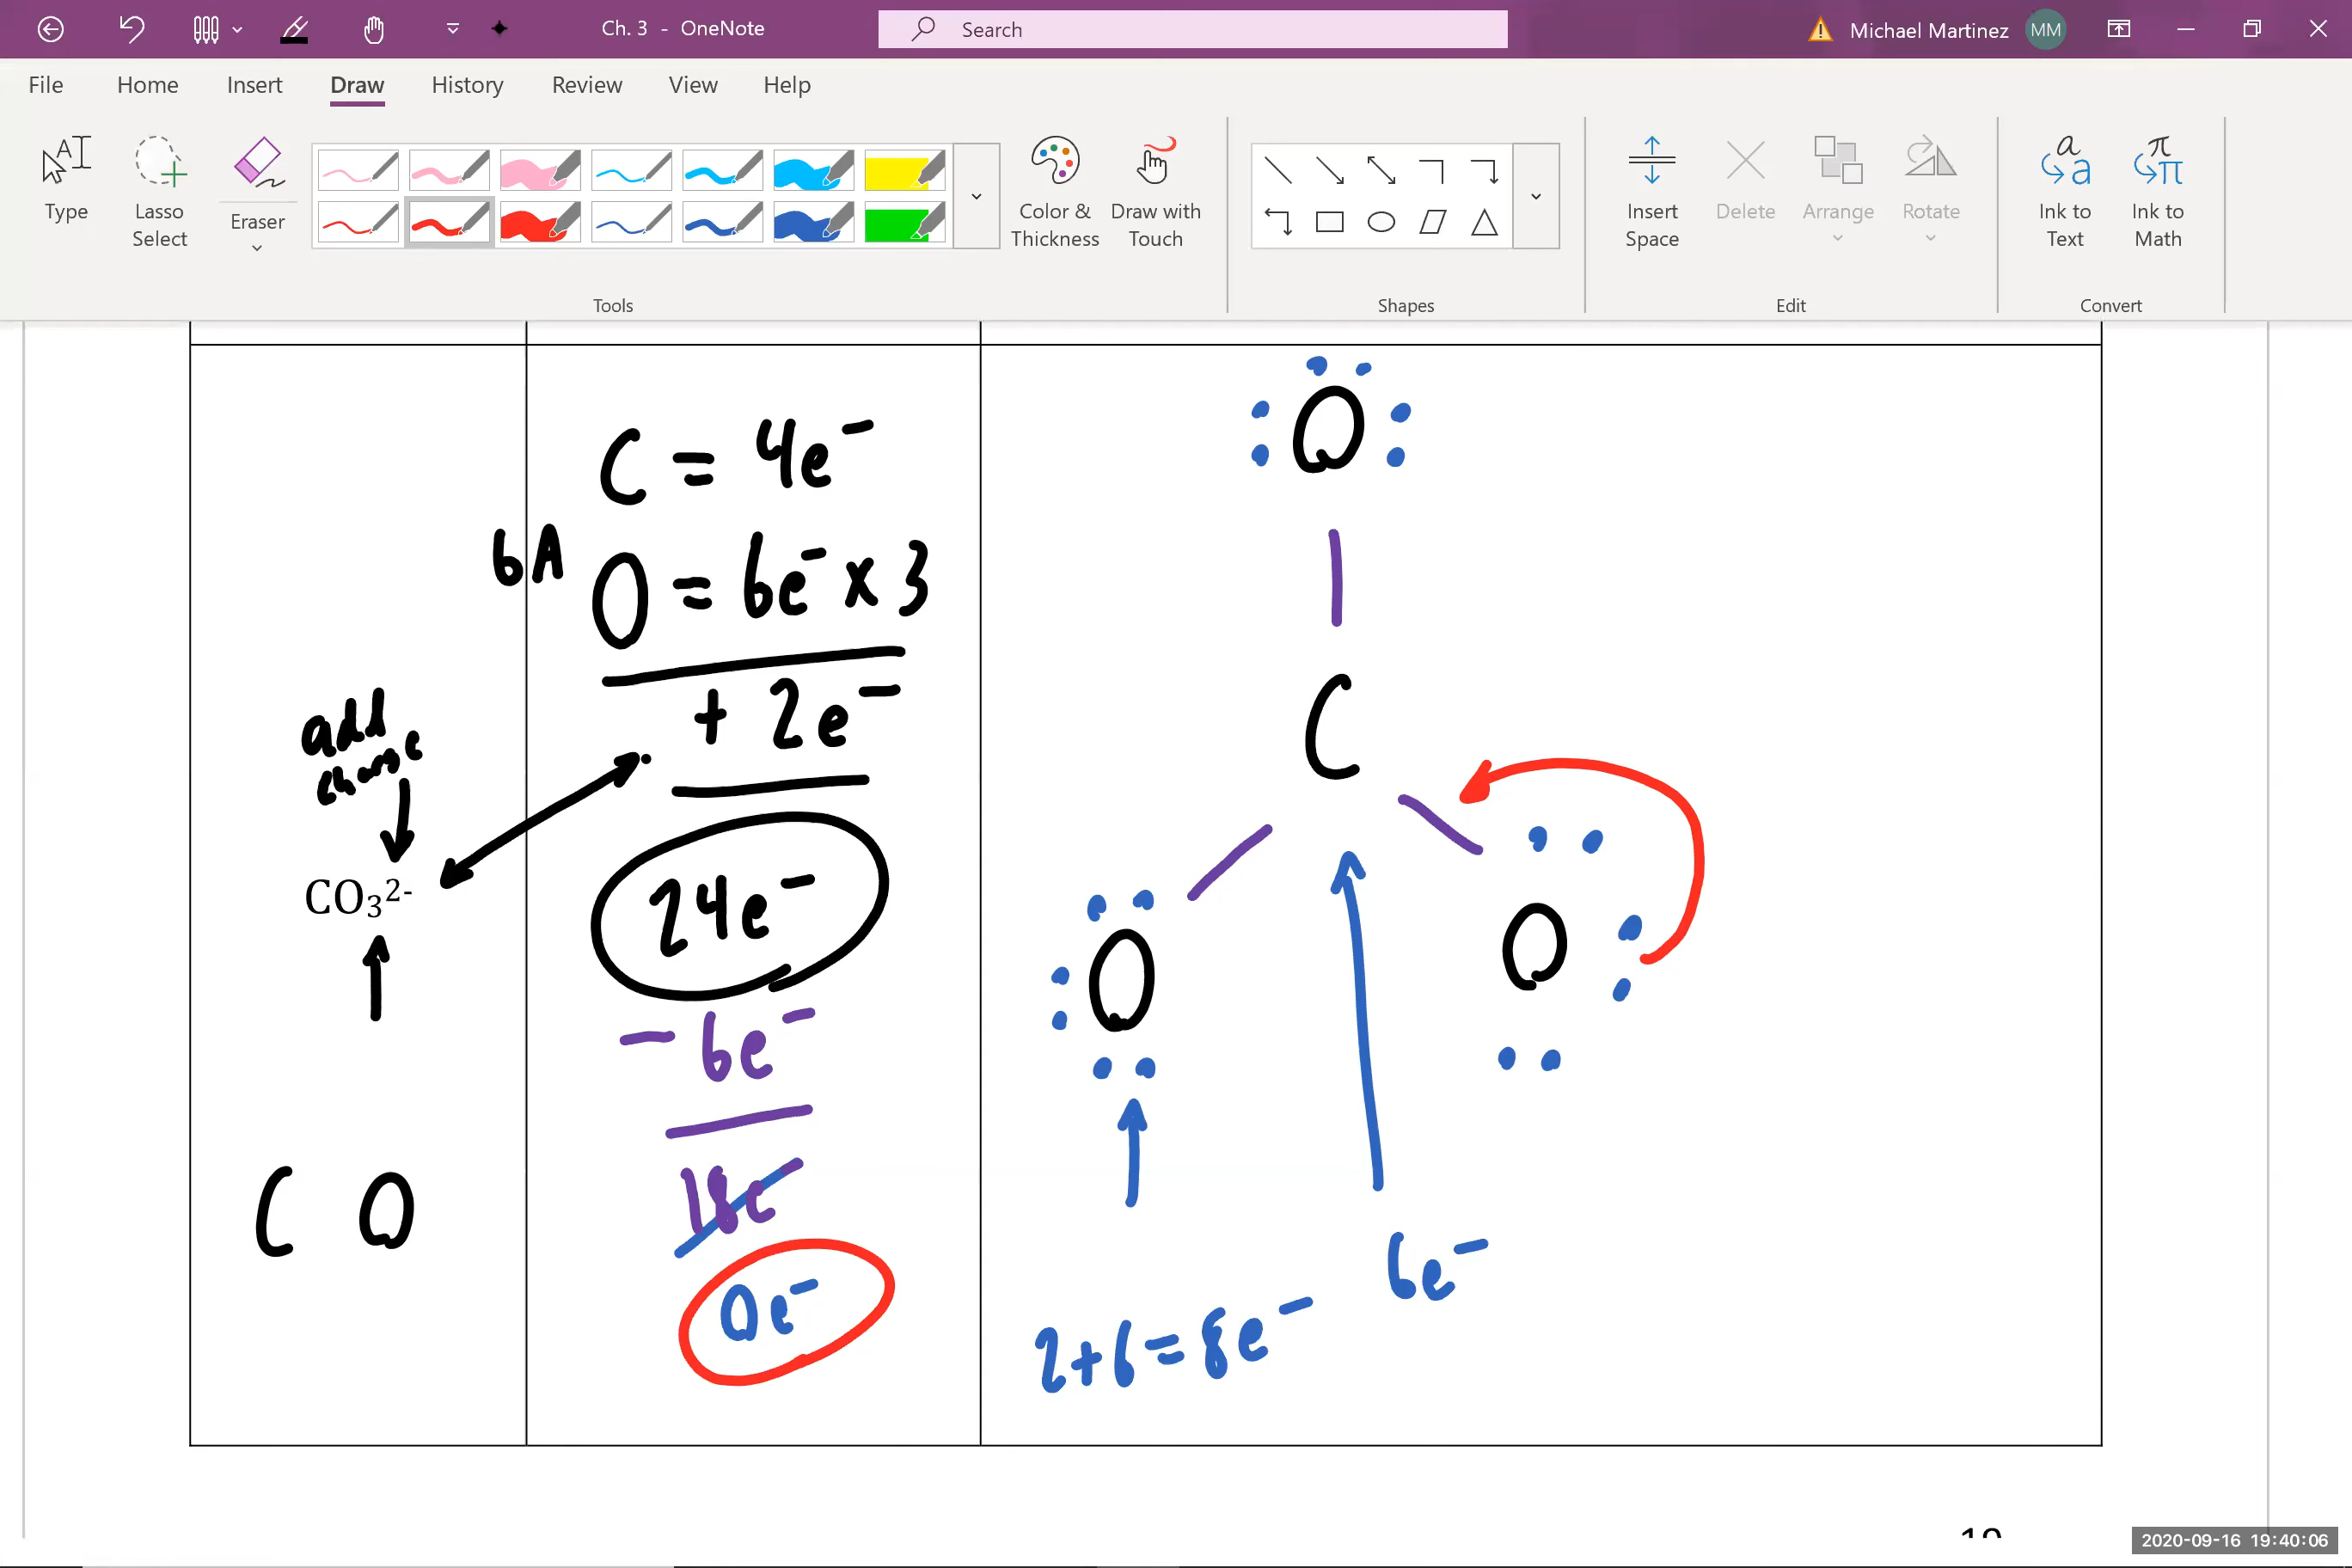 Ch. 3 - OneNote
Search
Michael Martinez
MM
File Home Insert Draw History Review View Help
Type
Lasso Select
Eraser
Color & Thickness
Draw with Touch
Insert Space
Delete
Arrange
Rotate
Ink to Text
Ink to Math
Tools
Shapes
Edit
Convert
C = 4e⁻
6A O = 6e⁻ x 3
+ 2e⁻
add
charge
CO₃²⁻
24e⁻
- 6e⁻
18e
0e⁻
C O
O
C
O
O
6e⁻
2+6=8e⁻
2020-09-16 19:40:06